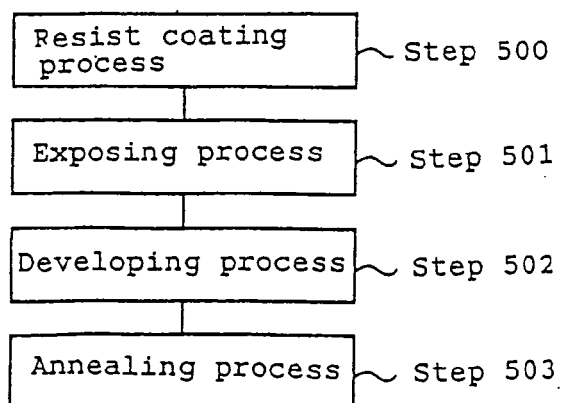 Resist coating
process
Step 500
Exposing process
Step 501
Developing process
Step 502
Annealing process
Step 503